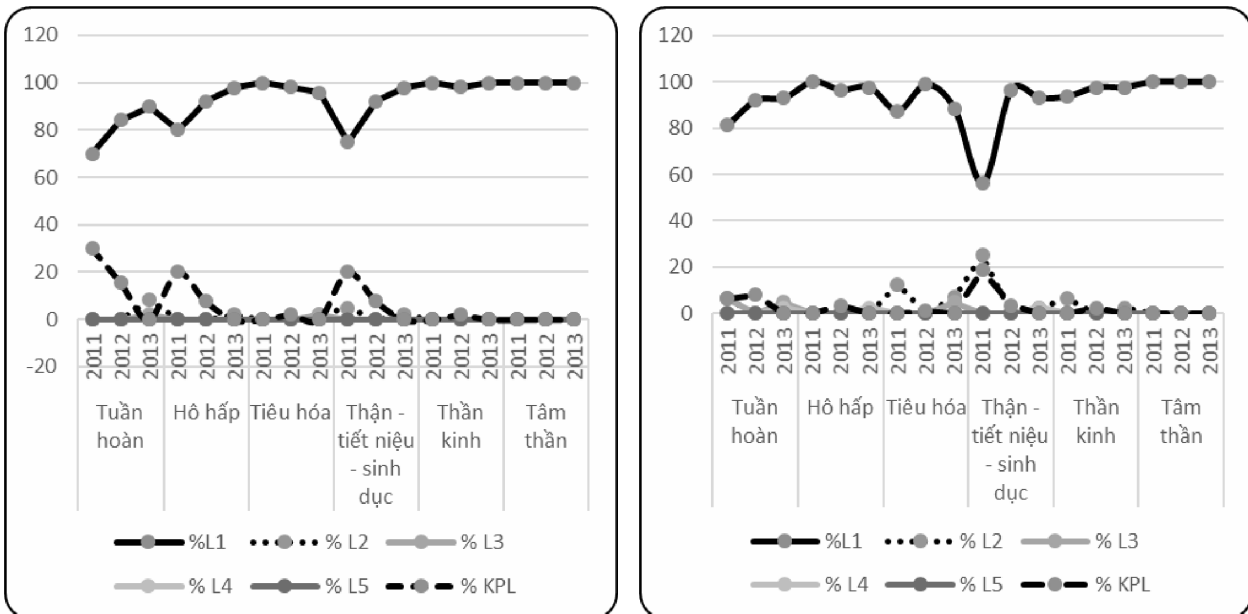 120
100
80
60
40
20
0
-20
2011 2012 2013 2011 2012 2013 2011 2012 2013 2011 2012 2013 2011 2012 2013 2011 2012 2013
Tuần Hô hấp Tiêu hóa Thận - Thần Tâm
hoàn tiết niệu kinh thần
- sinh
dục
%L1 % L2 % L3
% L4 % L5 % KPL
120
100
80
60
40
20
0
2011 2012 2013 2011 2012 2013 2011 2012 2013 2011 2012 2013 2011 2012 2013 2011 2012 2013
Tuần Hô hấp Tiêu hóa Thận - Thần Tâm
hoàn tiết niệu kinh thần
- sinh
dục
%L1 % L2 % L3
% L4 % L5 % KPL